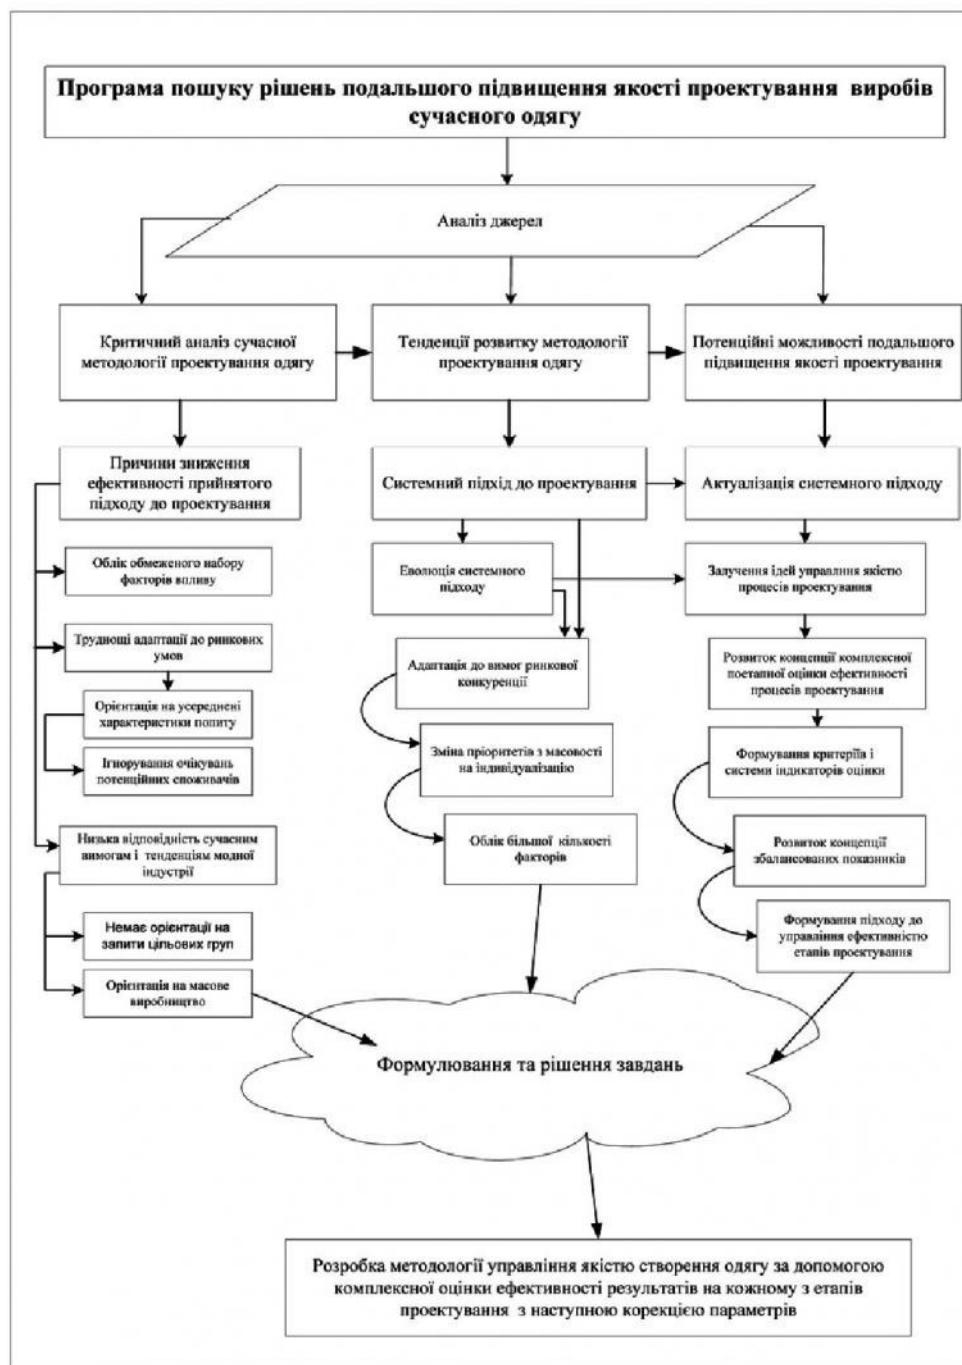 Програма пошуку рішень подальшого підвищення якості проектування виробів
сучасного одягу
Аналіз джерел
Критичний аналіз сучасної
методології проектування одягу
Тенденції розвитку методології
проектування одягу
Потенційні можливості подальшого
підвищення якості проектування
Причини зниження
ефективності прийнятого
підходу до проектування
Системний підхід до проектування
Актуалізація системного підходу
Облік обмеженого набору
факторів впливу
Еволюція системного
підходу
Залучення ідей управлння якістю
процесів проектування
Труднощі адаптації до ринкових
умов
Адаптація до вимог ринкової
конкуренції
Розвиток концепції комплексної
поетапної оцінки ефективності
процесів проектування
Орієнтація на усереднені
характеристики попиту
Ігнорування очікувань
потенційних споживачів
Зміна пріоритетів з масовості
на індивідуалізацію
Формування критеріїв і
системи індикаторів оцінки
Низька відповідність сучасним
вимогам і тенденціям модної
індустрії
Облік більшої кількості
факторів
Розвиток концепції
збалансованих показників
Немає орієнтації на
запити цільових груп
Формування підходу до
управління ефективністю
етапів проектування
Орієнтація на масове
виробництво
Формулювання та рішення завдань
Розробка методології управління якістю створення одягу за допомогою
комплексної оцінки ефективності результатів на кожному з етапів
проектування з наступною корекцією параметрів